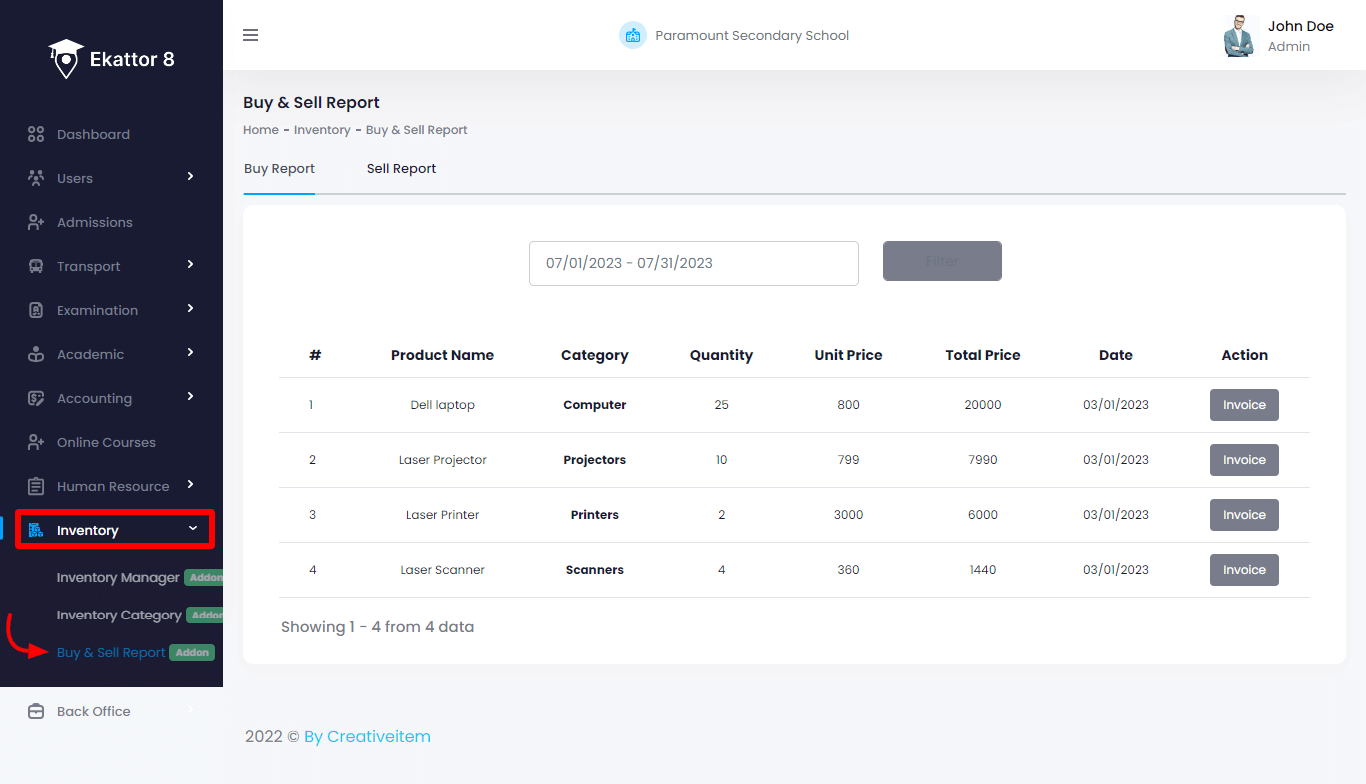 Ekattor 8
Dashboard
Users
Admissions
Transport
Examination
Academic
Accounting
Online Courses
Human Resource
Inventory
Inventory Manager Addon
Inventory Category Addon
Buy & Sell Report Addon
Back Office
Paramount Secondary School
John Doe
Admin
Buy & Sell Report
Home - Inventory - Buy & Sell Report
Buy Report Sell Report
07/01/2023 - 07/31/2023 Filter
# Product Name Category Quantity Unit Price Total Price Date Action
1 Dell laptop Computer 25 800 20000 03/01/2023 Invoice
2 Laser Projector Projectors 10 799 7990 03/01/2023 Invoice
3 Laser Printer Printers 2 3000 6000 03/01/2023 Invoice
4 Laser Scanner Scanners 4 360 1440 03/01/2023 Invoice
Showing 1 - 4 from 4 data
2022 © By Creativeitem